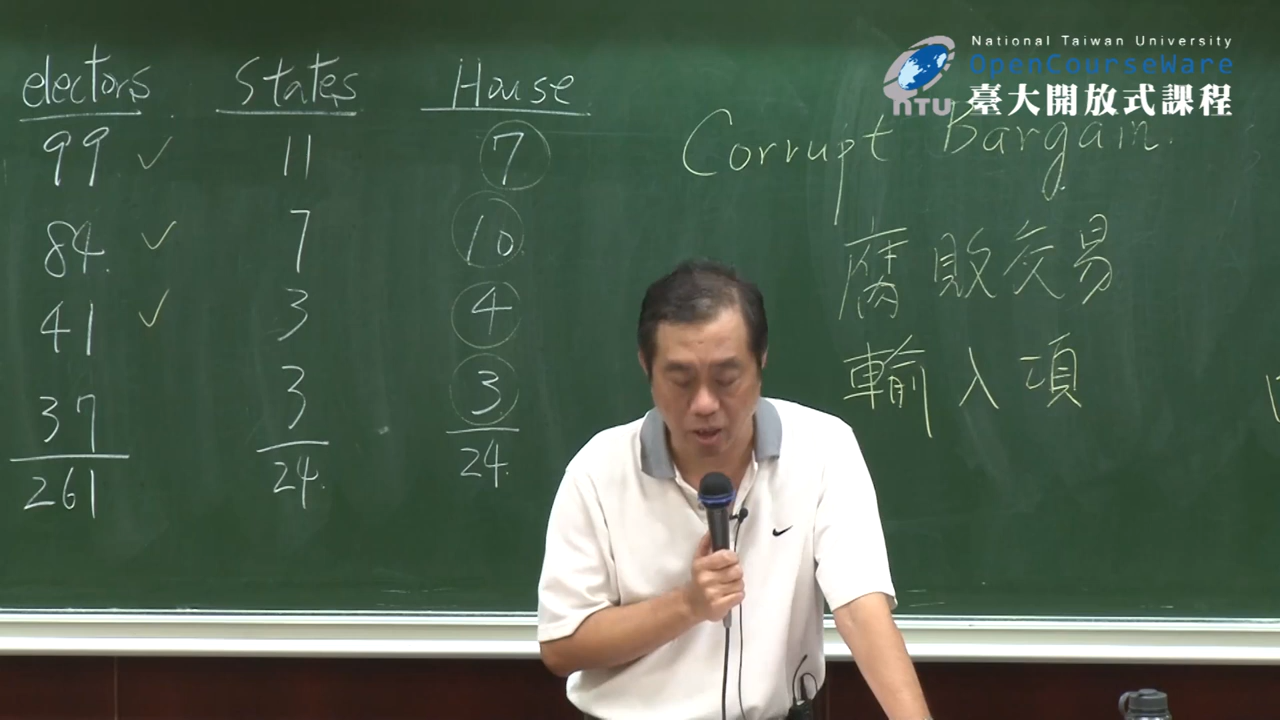 National Taiwan University
OpenCourseWare
NTU 臺大開放式課程
electors States House
99 ✓ 11 7
84. ✓ 7 10
41 ✓ 3 4
37 3 3
261 24. 24.
Corrupt Bargain.
腐敗交易
輸入項